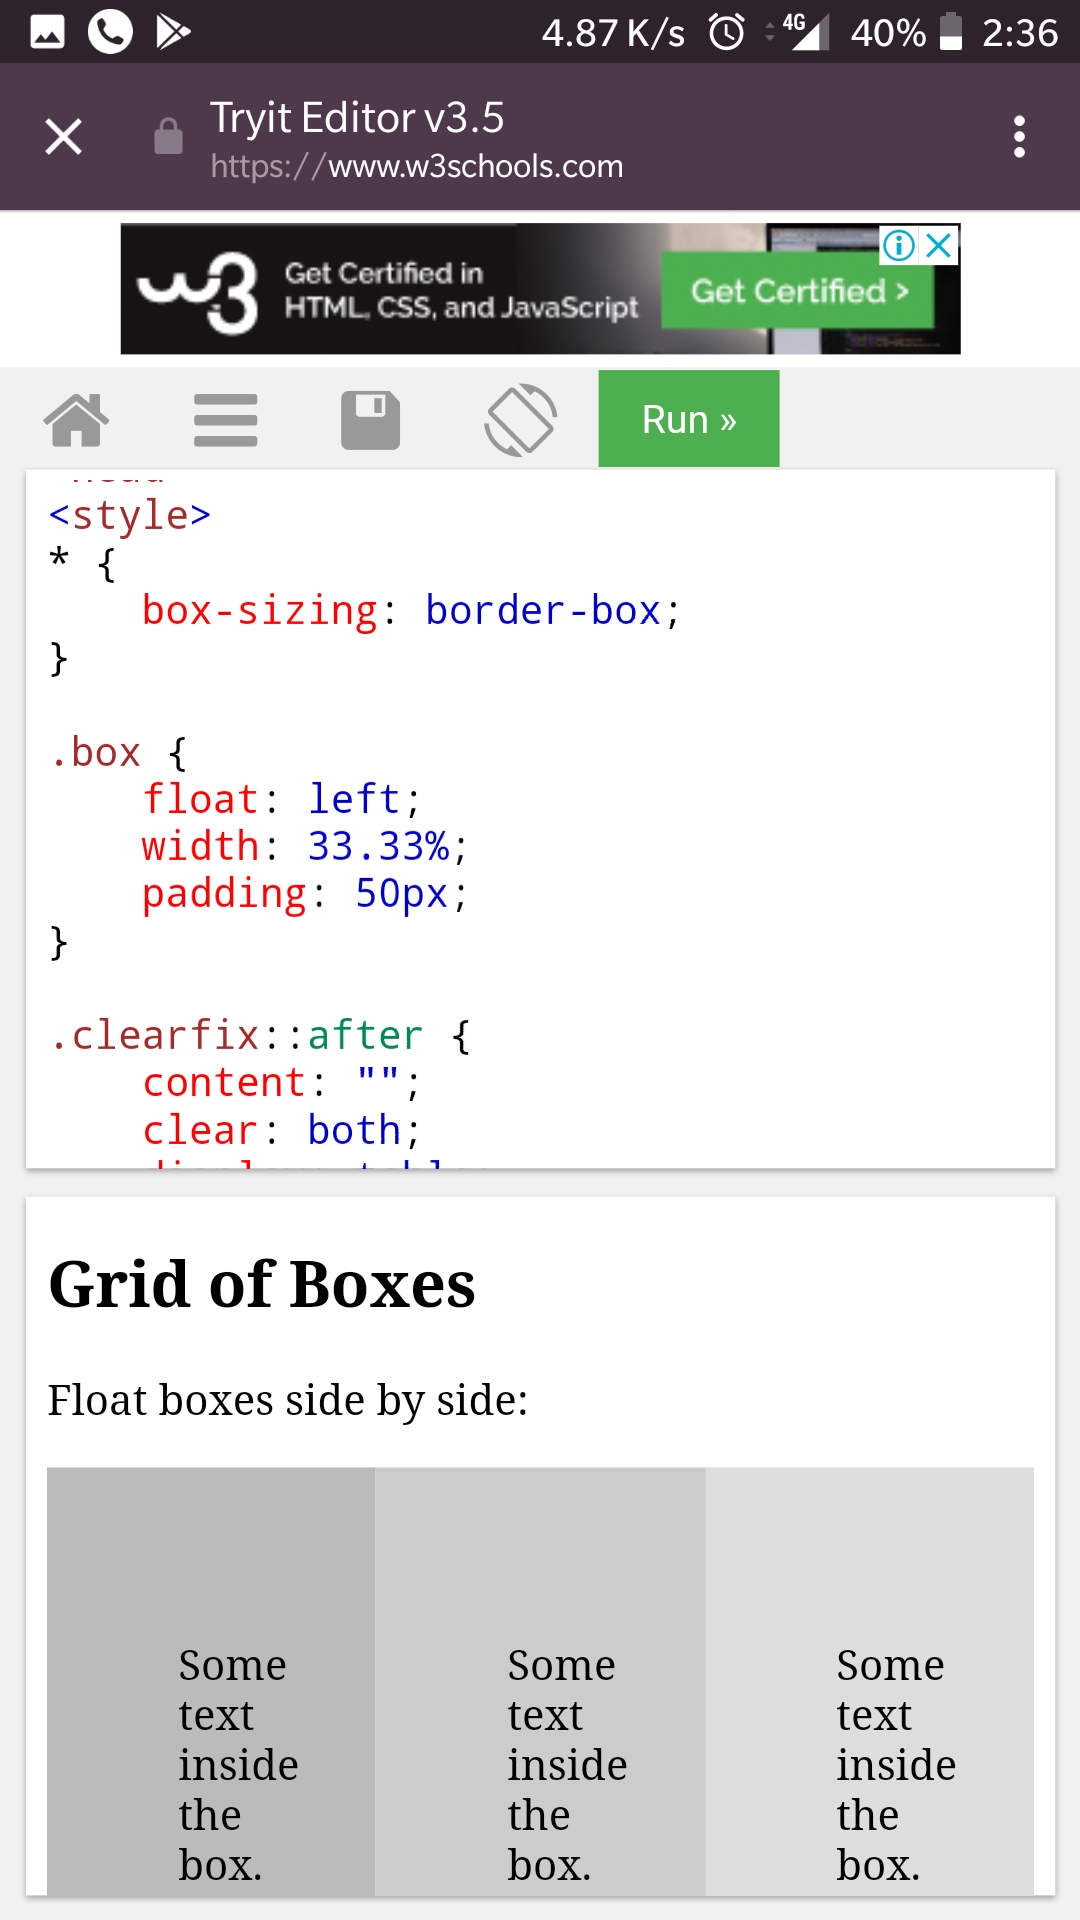 4.87 K/s 4G 40% 2:36
Tryit Editor v3.5
https://www.w3schools.com
w3 Get Certified in
HTML, CSS, and JavaScript
Get Certified >
Run »
<style>
* {
    box-sizing: border-box;
}
.box {
    float: left;
    width: 33.33%;
    padding: 50px;
}
.clearfix::after {
    content: "";
    clear: both;
Grid of Boxes
Float boxes side by side:
Some
text
inside
the
box.
Some
text
inside
the
box.
Some
text
inside
the
box.